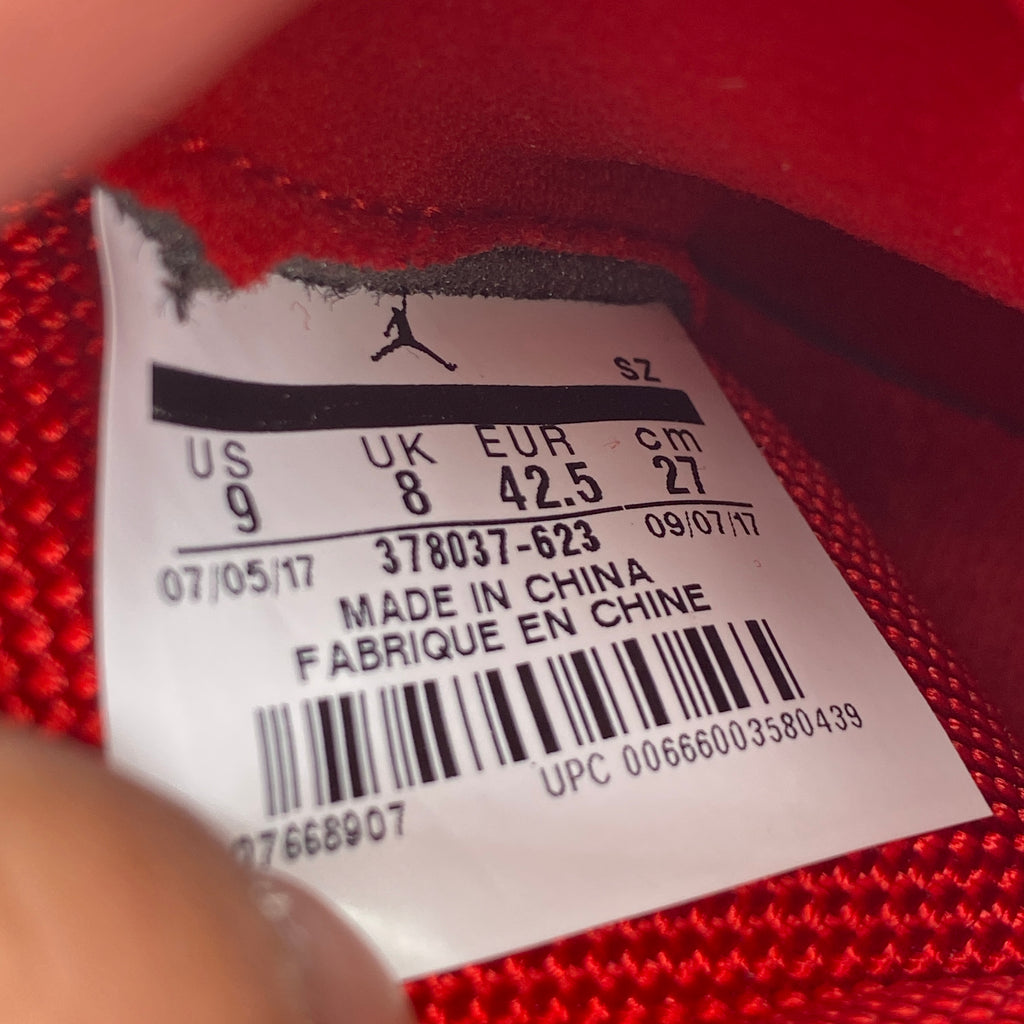 SZ
US UK EUR cm
9 8 42.5 27
07/05/17 378037-623 09/07/17
MADE IN CHINA
FABRIQUE EN CHINE
UPC 00666003580439
07668907